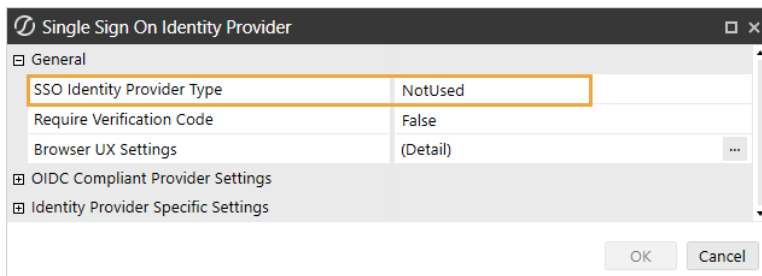 Single Sign On Identity Provider
General
SSO Identity Provider Type NotUsed
Require Verification Code False
Browser UX Settings (Detail) ...
OIDC Compliant Provider Settings
Identity Provider Specific Settings
OK Cancel